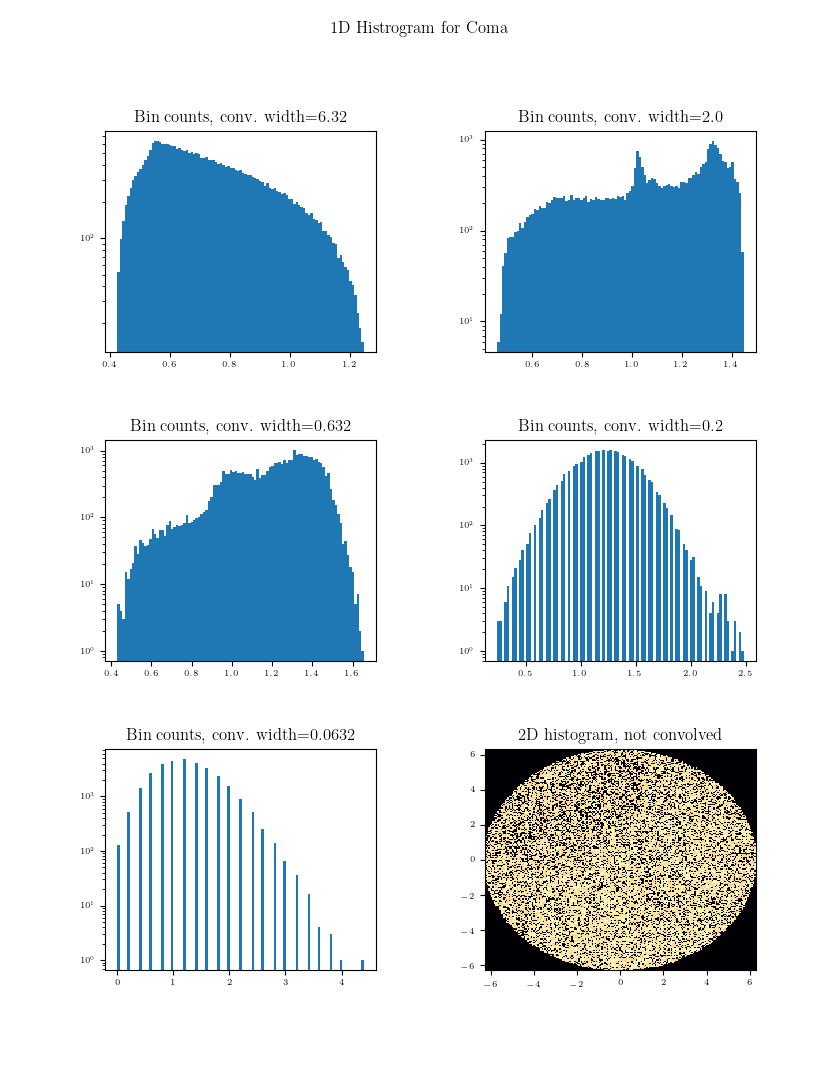 1D Histrogram for Coma
Bin counts, conv. width=6.32
10²
0.4 0.6 0.8 1.0 1.2
Bin counts, conv. width=2.0
10³
10²
10¹
0.6 0.8 1.0 1.2 1.4
Bin counts, conv. width=0.632
10³
10²
10¹
10⁰
0.4 0.6 0.8 1.0 1.2 1.4 1.6
Bin counts, conv. width=0.2
10³
10²
10¹
10⁰
0.5 1.0 1.5 2.0 2.5
Bin counts, conv. width=0.0632
10³
10²
10¹
10⁰
0 1 2 3 4
2D histogram, not convolved
6
4
2
0
−2
−4
−6
−6 −4 −2 0 2 4 6